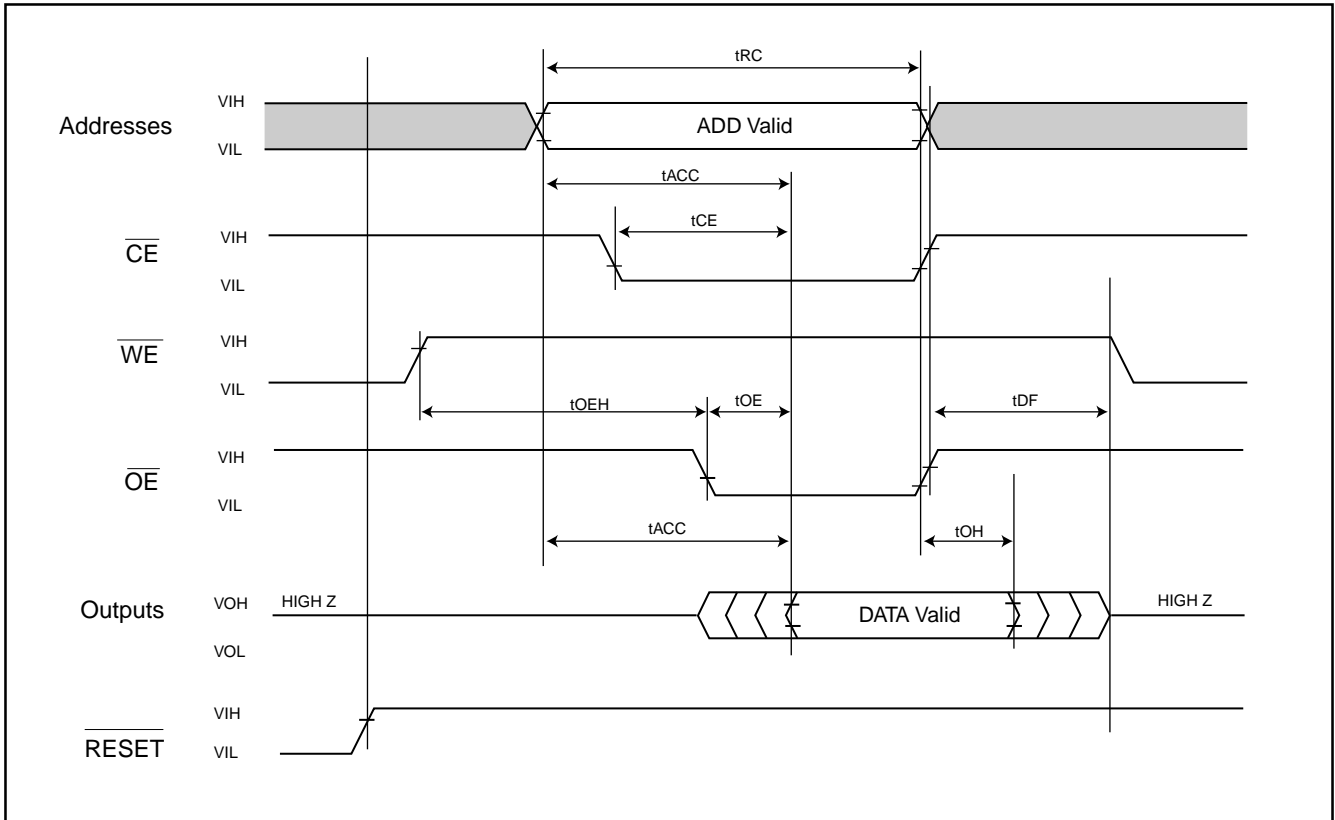 tRC
VIH
Addresses
ADD Valid
VIL
tACC
tCE
VIH
CE
VIL
VIH
WE
VIL
tOEH
tOE
tDF
VIH
OE
VIL
tACC
tOH
Outputs
VOH
HIGH Z
DATA Valid
HIGH Z
VOL
VIH
RESET
VIL